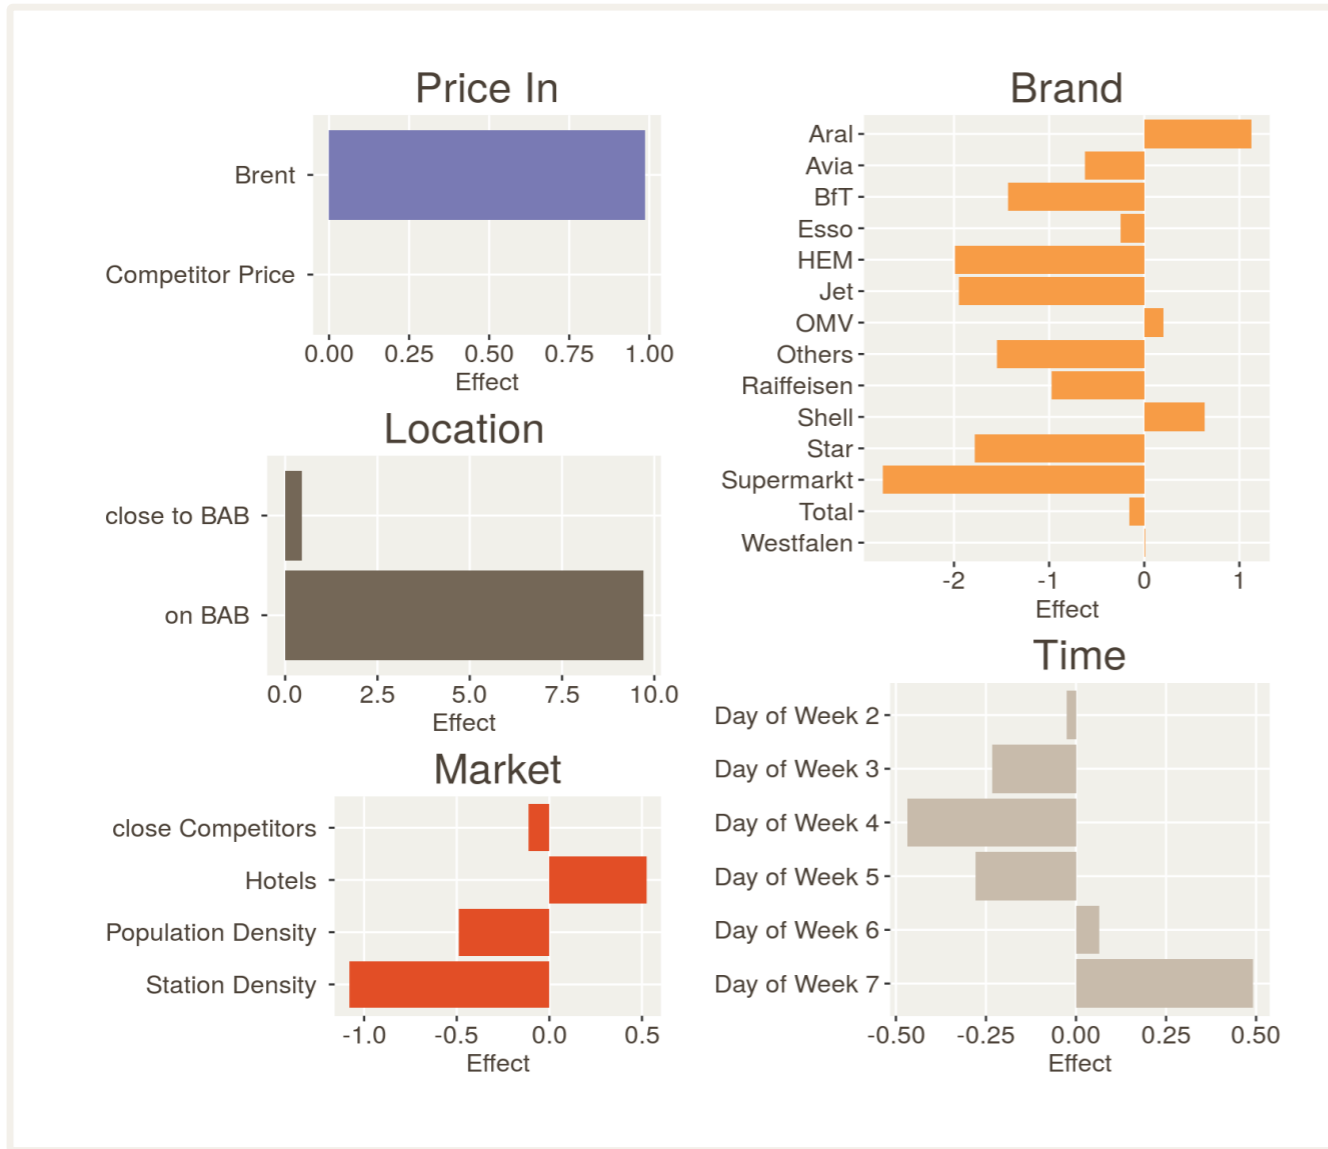 Price In
Brent
Competitor Price
0.00 0.25 0.50 0.75 1.00
Effect
Location
close to BAB
on BAB
0.0 2.5 5.0 7.5 10.0
Effect
Market
close Competitors
Hotels
Population Density
Station Density
-1.0 -0.5 0.0 0.5
Effect
Brand
Aral
Avia
BfT
Esso
HEM
Jet
OMV
Others
Raiffeisen
Shell
Star
Supermarkt
Total
Westfalen
-2 -1 0 1
Effect
Time
Day of Week 2
Day of Week 3
Day of Week 4
Day of Week 5
Day of Week 6
Day of Week 7
-0.50 -0.25 0.00 0.25 0.50
Effect